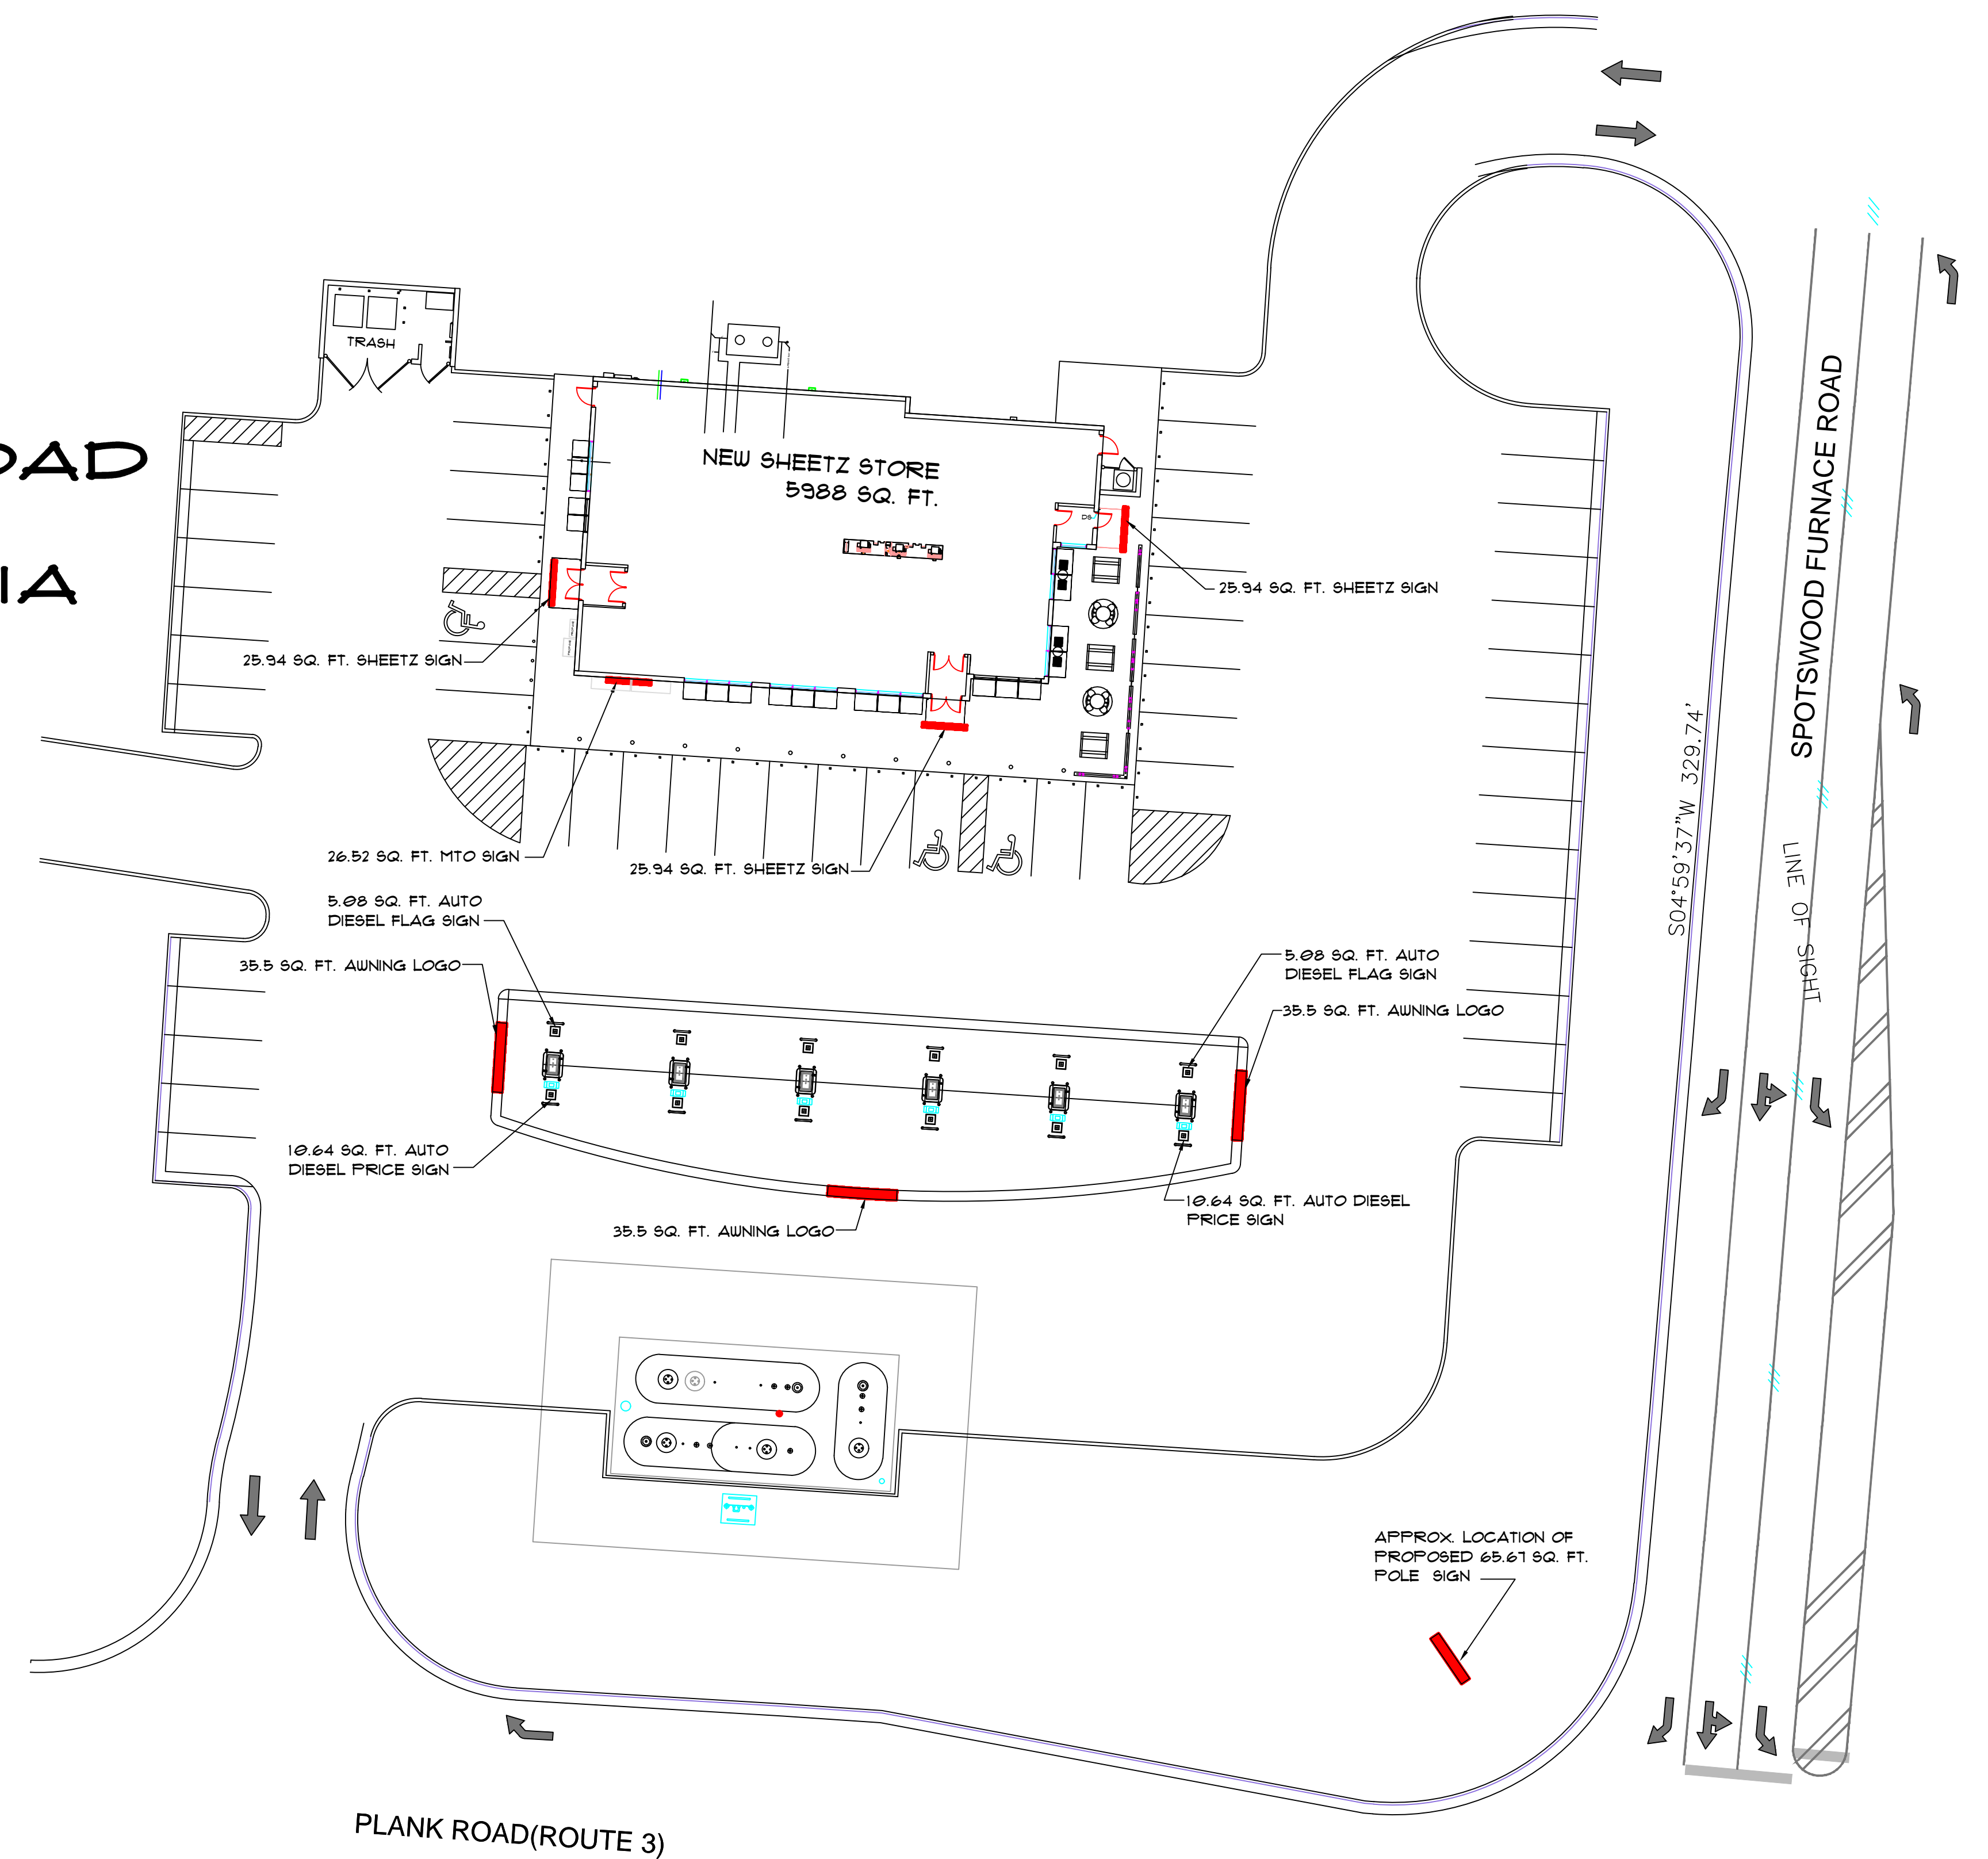 OAD
IA
TRASH
NEW SHEETZ STORE
5988 SQ. FT.
DS
25.94 SQ. FT. SHEETZ SIGN
25.94 SQ. FT. SHEETZ SIGN
26.52 SQ. FT. MTO SIGN
25.94 SQ. FT. SHEETZ SIGN
5.08 SQ. FT. AUTO
DIESEL FLAG SIGN
35.5 SQ. FT. AWNING LOGO
5.08 SQ. FT. AUTO
DIESEL FLAG SIGN
35.5 SQ. FT. AWNING LOGO
10.64 SQ. FT. AUTO
DIESEL PRICE SIGN
10.64 SQ. FT. AUTO DIESEL
PRICE SIGN
35.5 SQ. FT. AWNING LOGO
APPROX. LOCATION OF
PROPOSED 65.67 SQ. FT.
POLE SIGN
SPOTSWOOD FURNACE ROAD
S04°59'37"W 329.74'
LINE OF SIGHT
PLANK ROAD(ROUTE 3)